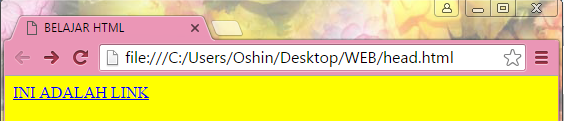 BELAJAR HTML
file:///C:/Users/Oshin/Desktop/WEB/head.html
INI ADALAH LINK